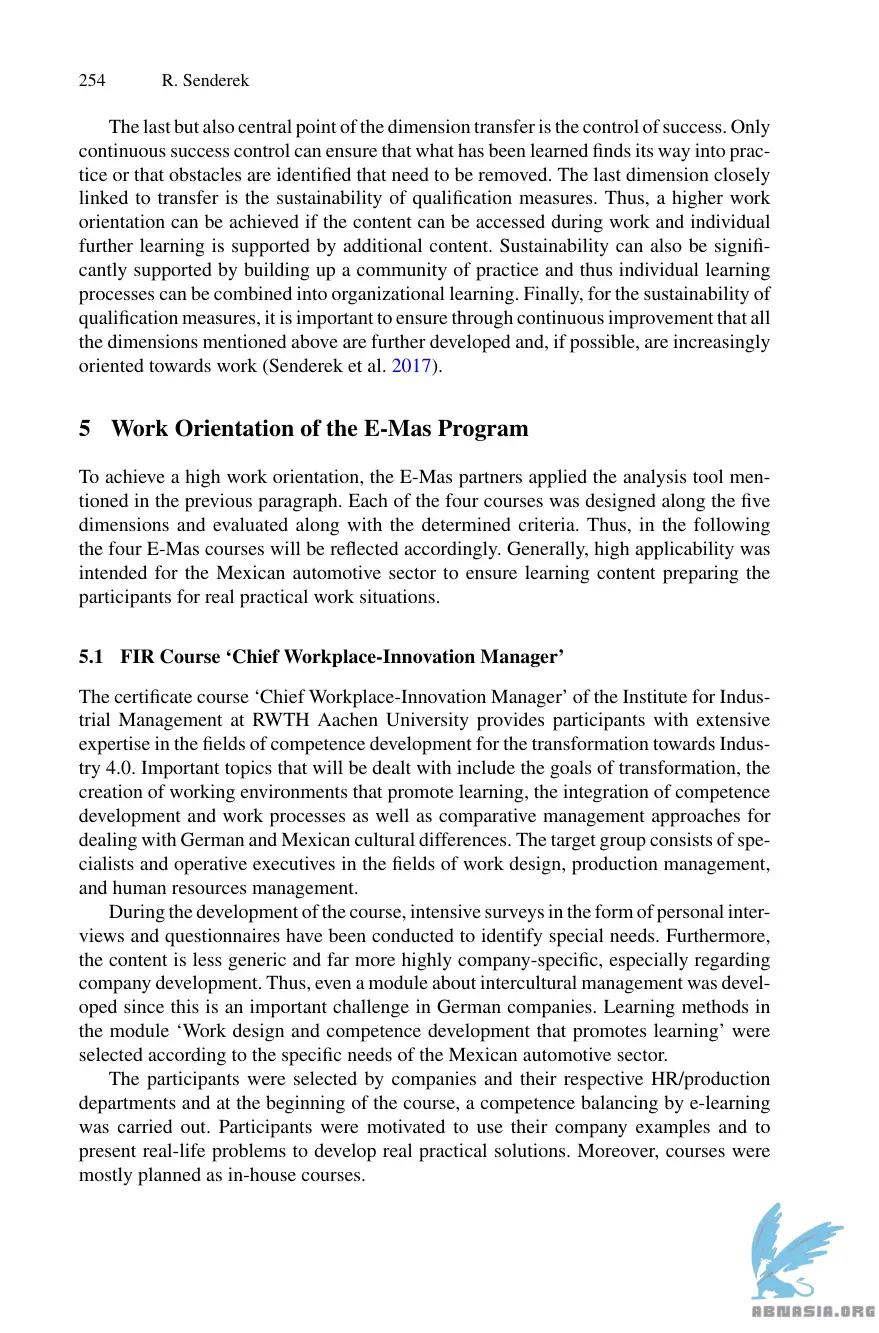 254 R. Senderek
The last but also central point of the dimension transfer is the control of success. Only
continuous success control can ensure that what has been learned finds its way into prac-
tice or that obstacles are identified that need to be removed. The last dimension closely
linked to transfer is the sustainability of qualification measures. Thus, a higher work
orientation can be achieved if the content can be accessed during work and individual
further learning is supported by additional content. Sustainability can also be signifi-
cantly supported by building up a community of practice and thus individual learning
processes can be combined into organizational learning. Finally, for the sustainability of
qualification measures, it is important to ensure through continuous improvement that all
the dimensions mentioned above are further developed and, if possible, are increasingly
oriented towards work (Senderek et al. 2017).
5 Work Orientation of the E-Mas Program
To achieve a high work orientation, the E-Mas partners applied the analysis tool men-
tioned in the previous paragraph. Each of the four courses was designed along the five
dimensions and evaluated along with the determined criteria. Thus, in the following
the four E-Mas courses will be reflected accordingly. Generally, high applicability was
intended for the Mexican automotive sector to ensure learning content preparing the
participants for real practical work situations.
5.1 FIR Course ‘Chief Workplace-Innovation Manager’
The certificate course ‘Chief Workplace-Innovation Manager’ of the Institute for Indus-
trial Management at RWTH Aachen University provides participants with extensive
expertise in the fields of competence development for the transformation towards Indus-
try 4.0. Important topics that will be dealt with include the goals of transformation, the
creation of working environments that promote learning, the integration of competence
development and work processes as well as comparative management approaches for
dealing with German and Mexican cultural differences. The target group consists of spe-
cialists and operative executives in the fields of work design, production management,
and human resources management.
During the development of the course, intensive surveys in the form of personal inter-
views and questionnaires have been conducted to identify special needs. Furthermore,
the content is less generic and far more highly company-specific, especially regarding
company development. Thus, even a module about intercultural management was devel-
oped since this is an important challenge in German companies. Learning methods in
the module ‘Work design and competence development that promotes learning’ were
selected according to the specific needs of the Mexican automotive sector.
The participants were selected by companies and their respective HR/production
departments and at the beginning of the course, a competence balancing by e-learning
was carried out. Participants were motivated to use their company examples and to
present real-life problems to develop real practical solutions. Moreover, courses were
mostly planned as in-house courses.
ABNASIA.ORG